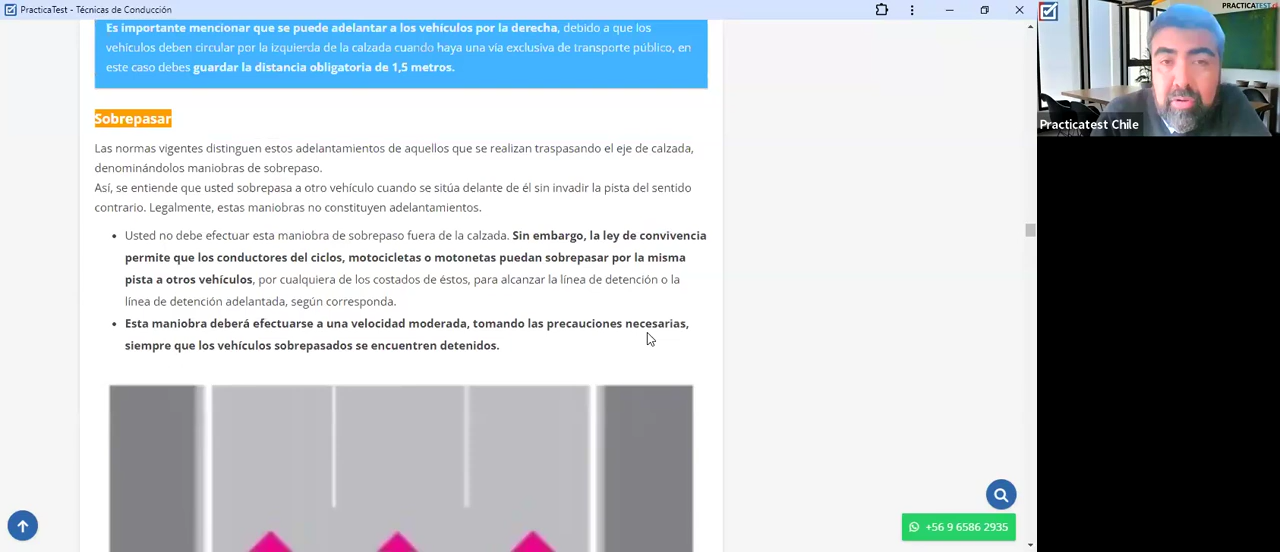 PracticaTest - Técnicas de Conducción
PRACTICATEST
Es importante mencionar que se puede adelantar a los vehículos por la derecha, debido a que los
vehículos deben circular por la izquierda de la calzada cuando haya una vía exclusiva de transporte público, en
este caso debes guardar la distancia obligatoria de 1,5 metros.
Sobrepasar
Las normas vigentes distinguen estos adelantamientos de aquellos que se realizan traspasando el eje de calzada,
denominándolos maniobras de sobrepaso.
Así, se entiende que usted sobrepasa a otro vehículo cuando se sitúa delante de él sin invadir la pista del sentido
contrario. Legalmente, estas maniobras no constituyen adelantamientos.
• Usted no debe efectuar esta maniobra de sobrepaso fuera de la calzada. Sin embargo, la ley de convivencia
permite que los conductores del ciclos, motocicletas o motonetas puedan sobrepasar por la misma
pista a otros vehículos, por cualquiera de los costados de éstos, para alcanzar la línea de detención o la
línea de detención adelantada, según corresponda.
• Esta maniobra deberá efectuarse a una velocidad moderada, tomando las precauciones necesarias,
siempre que los vehículos sobrepasados se encuentren detenidos.
Practicatest Chile
+56 9 6586 2935